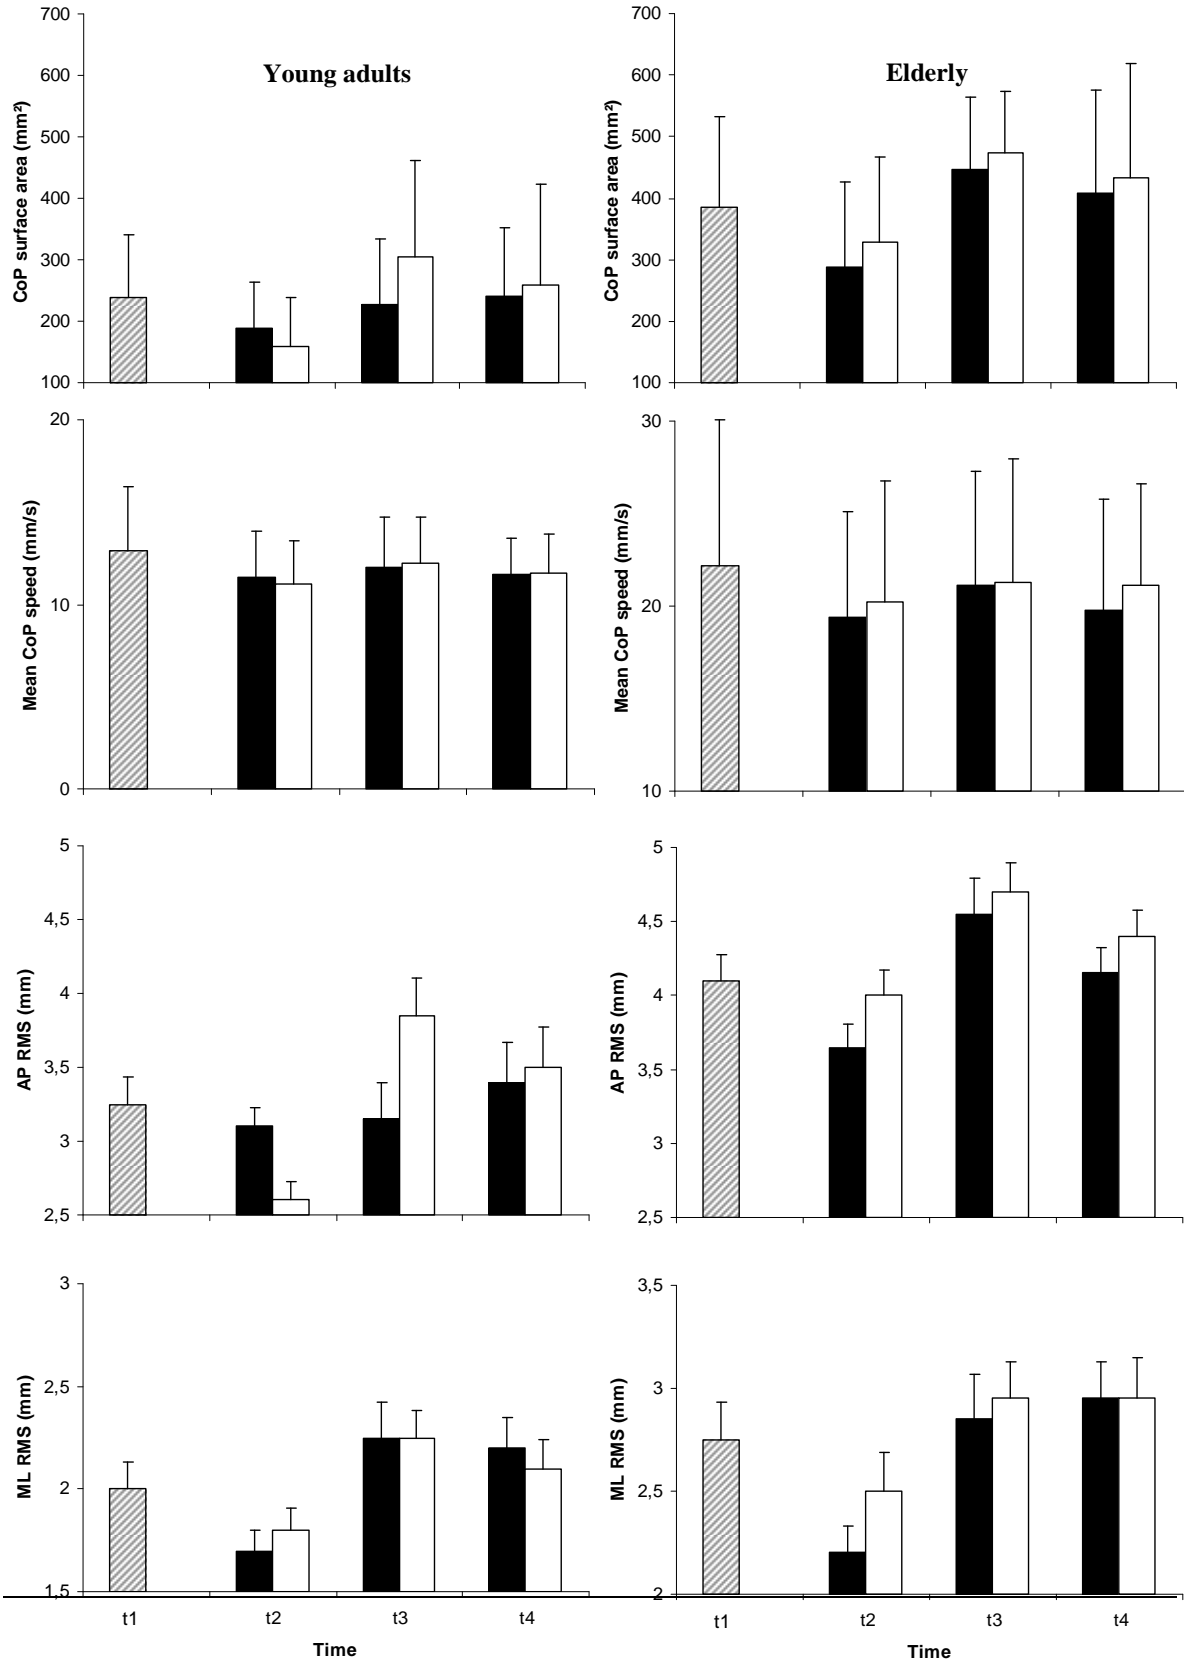 Young adults
CoP surface area (mm²)
700
600
500
400
300
200
100
Elderly
CoP surface area (mm²)
700
600
500
400
300
200
100
Mean CoP speed (mm/s)
20
10
0
Mean CoP speed (mm/s)
30
20
10
AP RMS (mm)
5
4,5
4
3,5
3
2,5
AP RMS (mm)
5
4,5
4
3,5
3
2,5
ML RMS (mm)
3
2,5
2
1,5
t1 t2 t3 t4
Time
ML RMS (mm)
3,5
3
2,5
2
t1 t2 t3 t4
Time